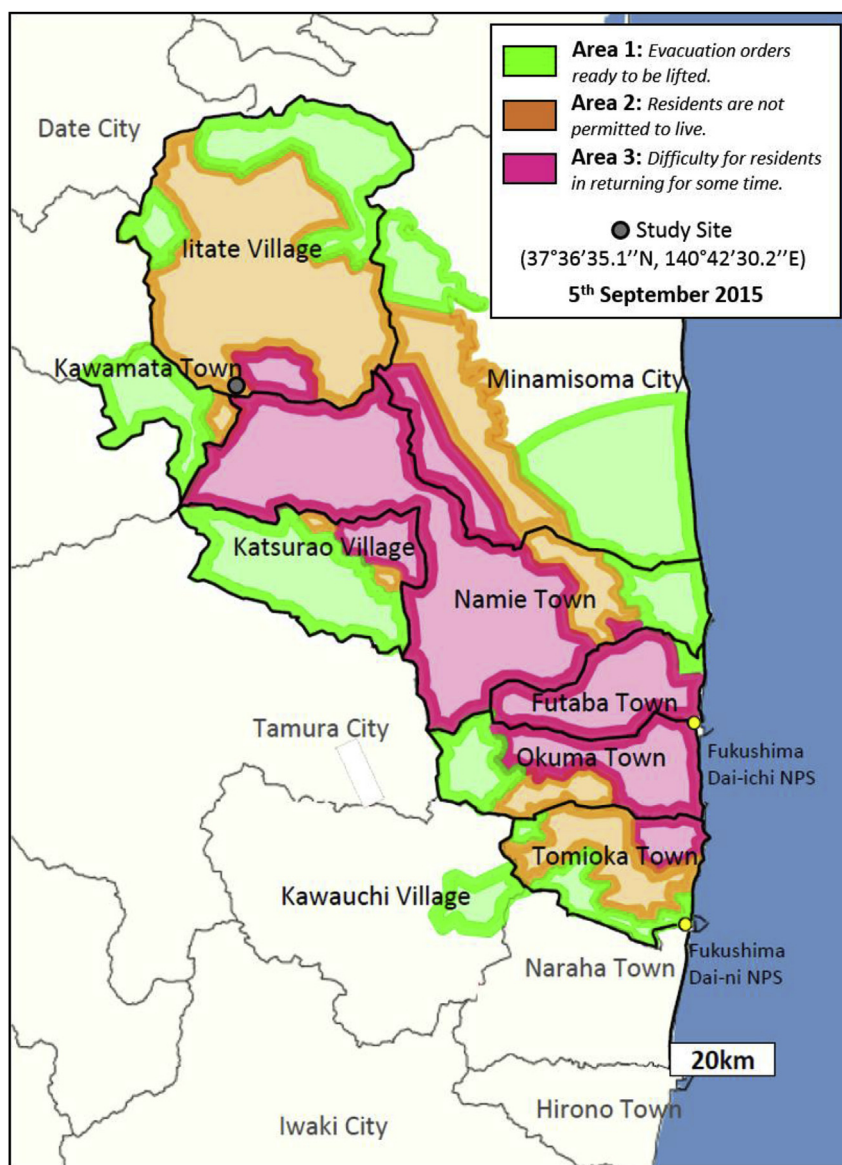 Area 1: Evacuation orders
ready to be lifted.
Area 2: Residents are not
permitted to live.
Area 3: Difficulty for residents
in returning for some time.
Study Site
(37°36’35.1’’N, 140°42’30.2’’E)
5th September 2015
Date City
Iitate Village
Kawamata Town
Minamisoma City
Katsurao Village
Namie Town
Futaba Town
Tamura City
Okuma Town
Fukushima
Dai-ichi NPS
Tomioka Town
Kawauchi Village
Fukushima
Dai-ni NPS
Naraha Town
20km
Hirono Town
Iwaki City